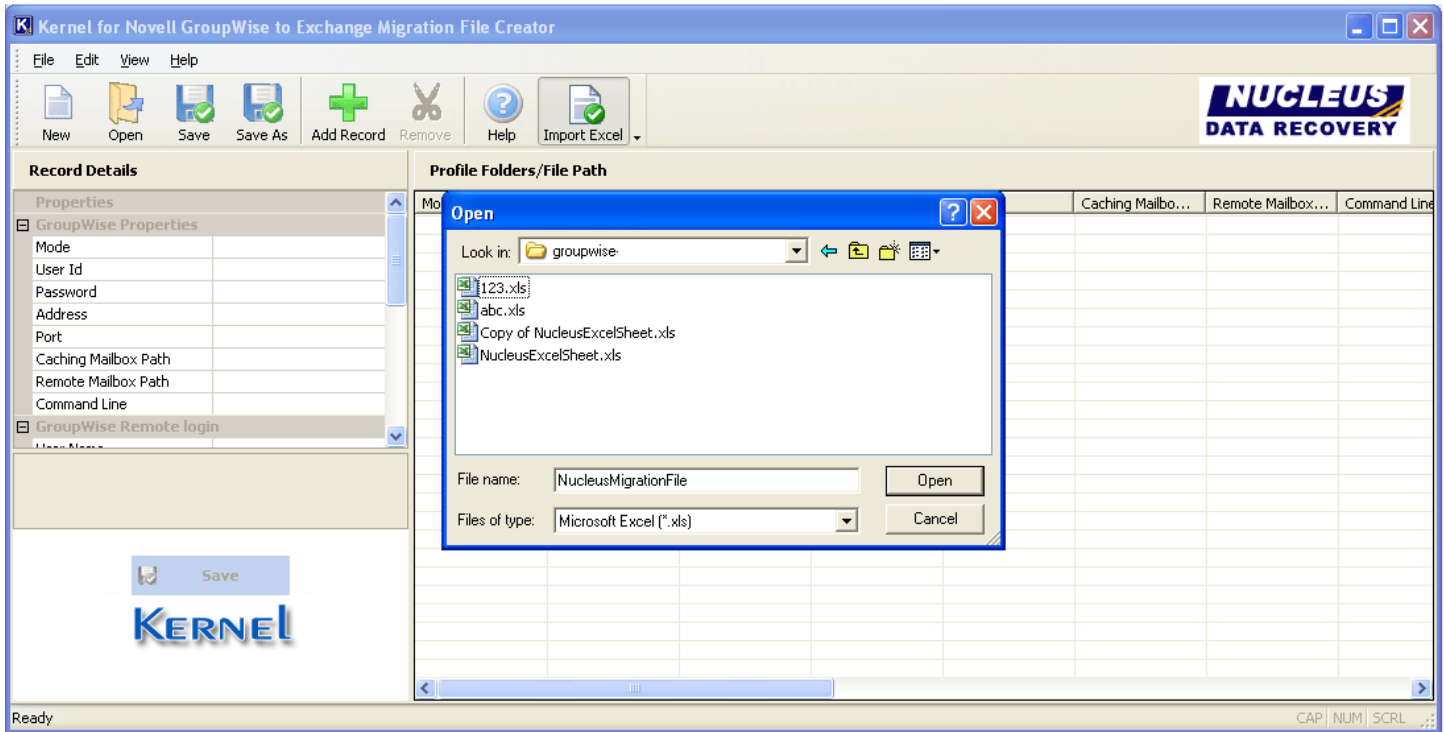 Kernel for Novell GroupWise to Exchange Migration File Creator
File Edit View Help
New Open Save Save As Add Record Remove Help Import Excel
NUCLEUS
DATA RECOVERY
Record Details
Profile Folders/File Path
Properties
GroupWise Properties
Mode
User Id
Password
Address
Port
Caching Mailbox Path
Remote Mailbox Path
Command Line
GroupWise Remote login
User Name
Save
KERNEL
Caching Mailbo... Remote Mailbox... Command Line
Open
Look in: groupwise
123.xls
abc.xls
Copy of NucleusExcelSheet.xls
NucleusExcelSheet.xls
File name: NucleusMigrationFile Open
Files of type: Microsoft Excel (*.xls) Cancel
Ready CAP NUM SCRL